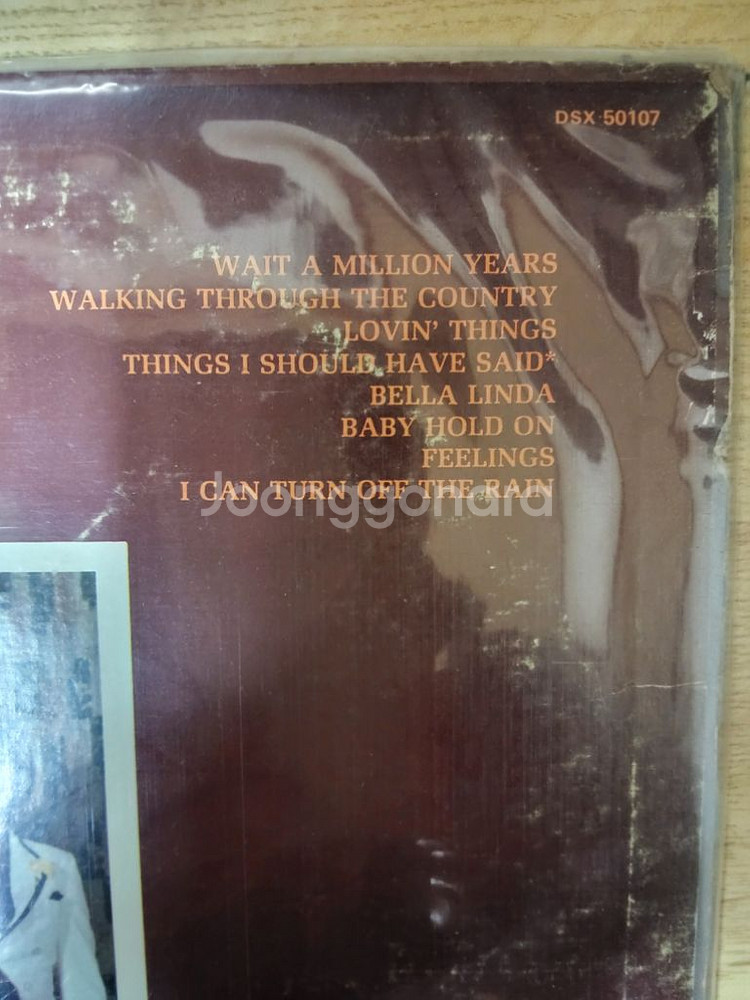 DSX 50107
WAIT A MILLION YEARS
WALKING THROUGH THE COUNTRY
LOVIN' THINGS
THINGS I SHOULD HAVE SAID*
BELLA LINDA
BABY HOLD ON
FEELINGS
I CAN TURN OFF THE RAIN
Joonggonara